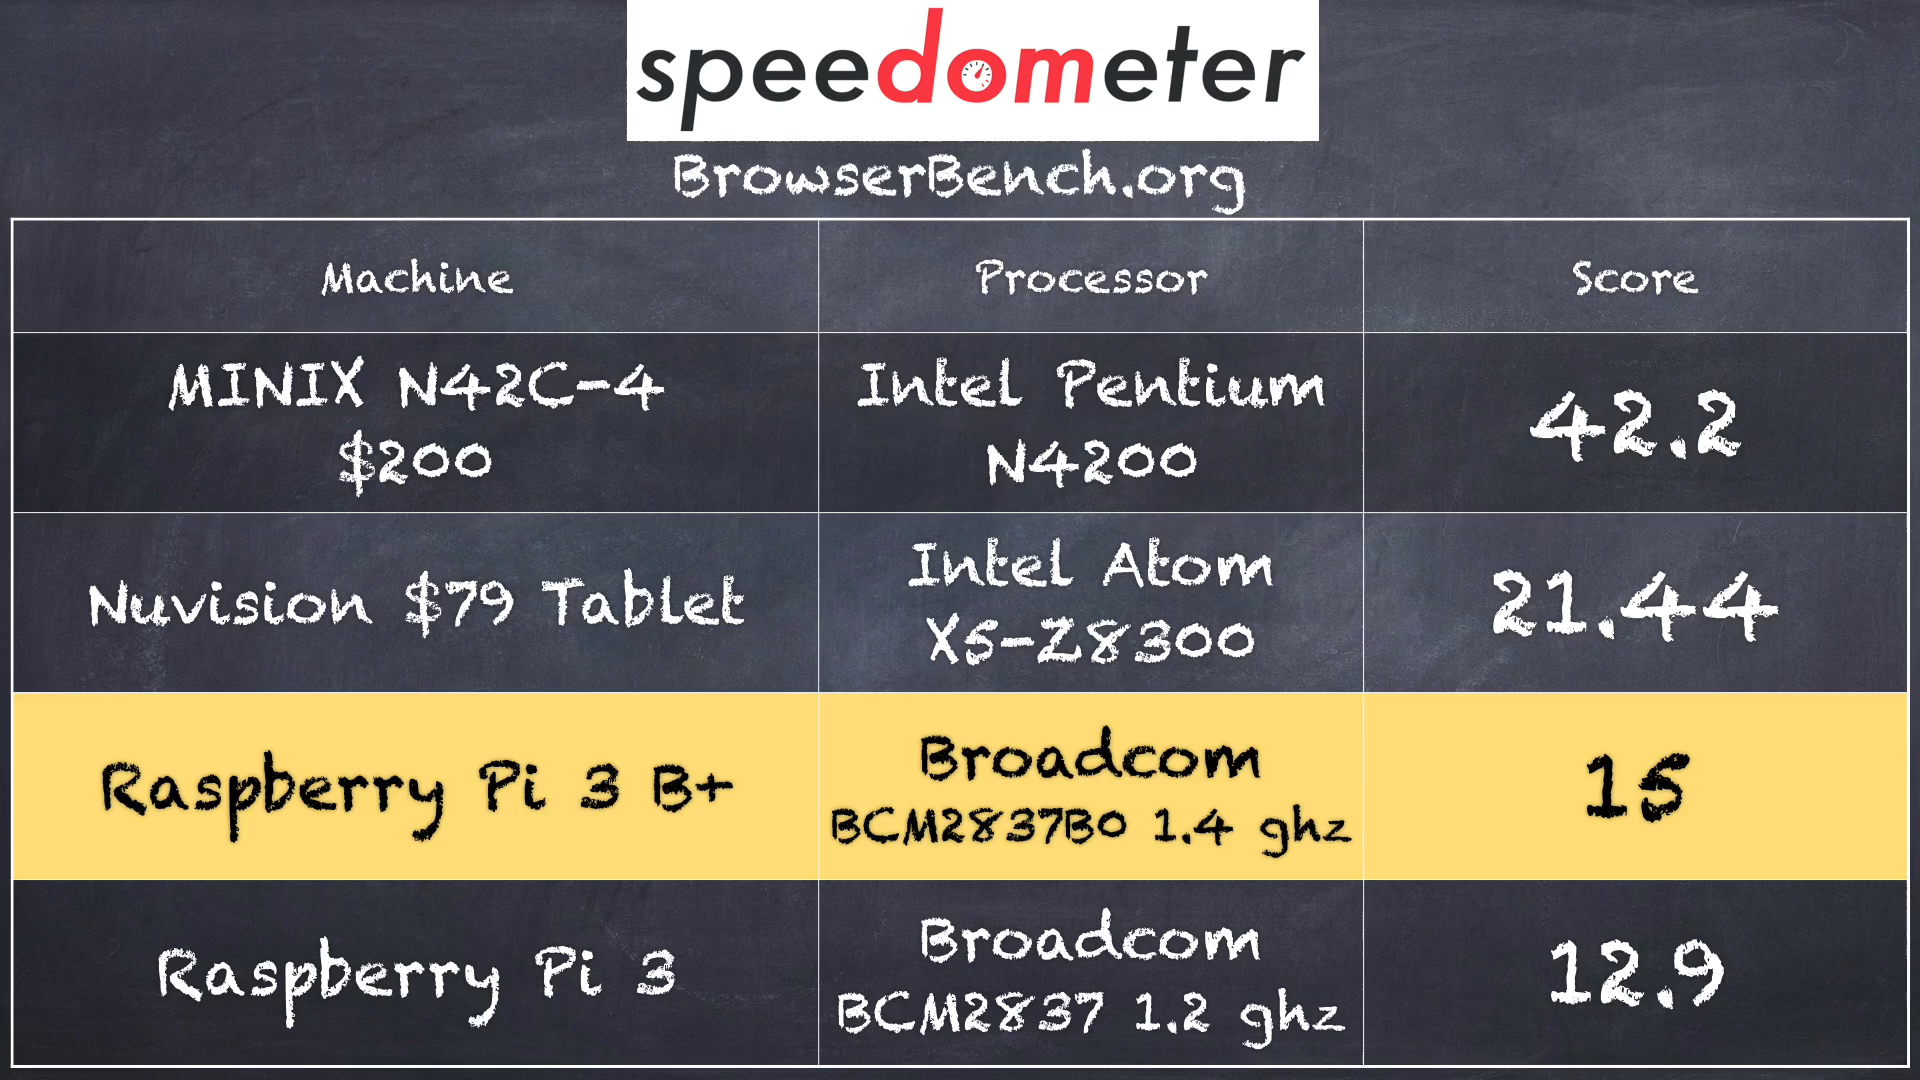 speedometer
BrowserBench.org
Machine
Processor
Score
MINIX N42C-4
$200
Intel Pentium
N4200
42.2
Nuvision $79 Tablet
Intel Atom
X5-Z8300
21.44
Raspberry Pi 3 B+
Broadcom
BCM2837B0 1.4 ghz
15
Raspberry Pi 3
Broadcom
BCM2837 1.2 ghz
12.9